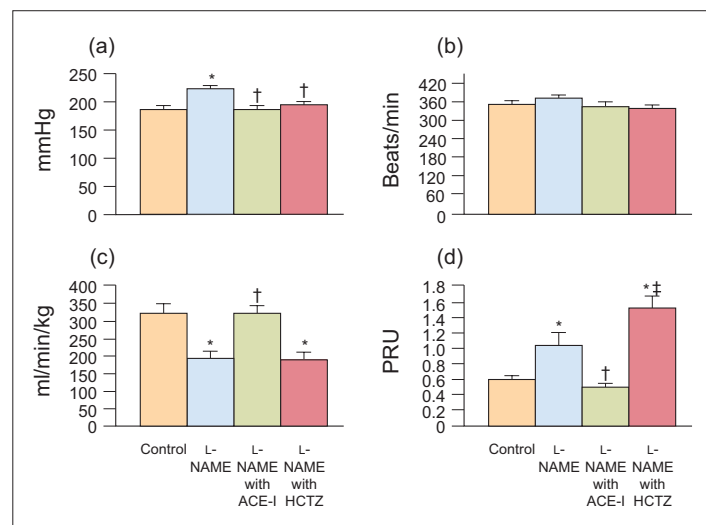 (a)
mmHg
250
200
150
100
50
0
*
†
†
(b)
Beats/min
420
360
300
240
180
120
60
0
(c)
ml/min/kg
400
350
300
250
200
150
100
50
0
*
†
*
Control
L-
NAME
L-
NAME
with
ACE-I
L-
NAME
with
HCTZ
(d)
PRU
1.8
1.6
1.4
1.2
1.0
0.8
0.6
0.4
0.2
0
*
†
*‡
Control
L-
NAME
L-
NAME
with
ACE-I
L-
NAME
with
HCTZ